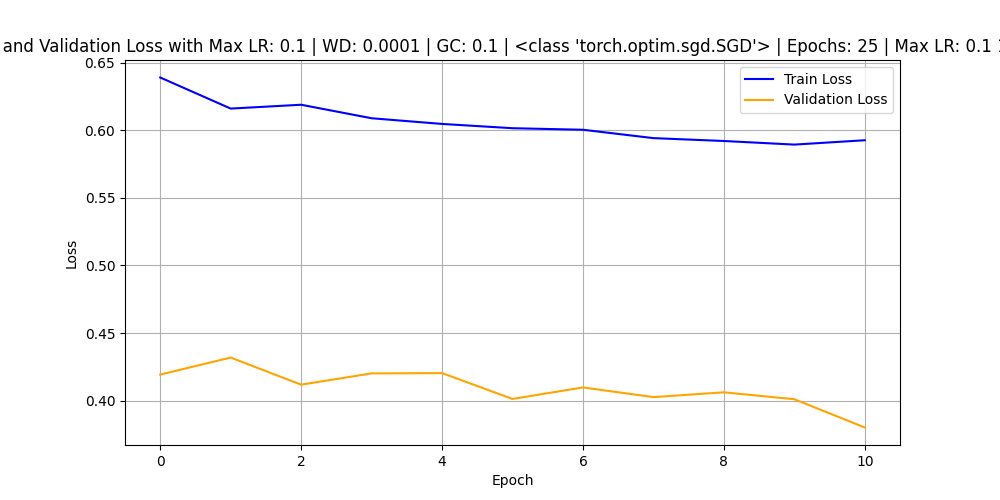 and Validation Loss with Max LR: 0.1 | WD: 0.0001 | GC: 0.1 | <class 'torch.optim.sgd.SGD'> | Epochs: 25 | Max LR: 0.1
0.65
0.60
0.55
0.50
0.45
0.40
Loss
Train Loss
Validation Loss
0 2 4 6 8 10
Epoch